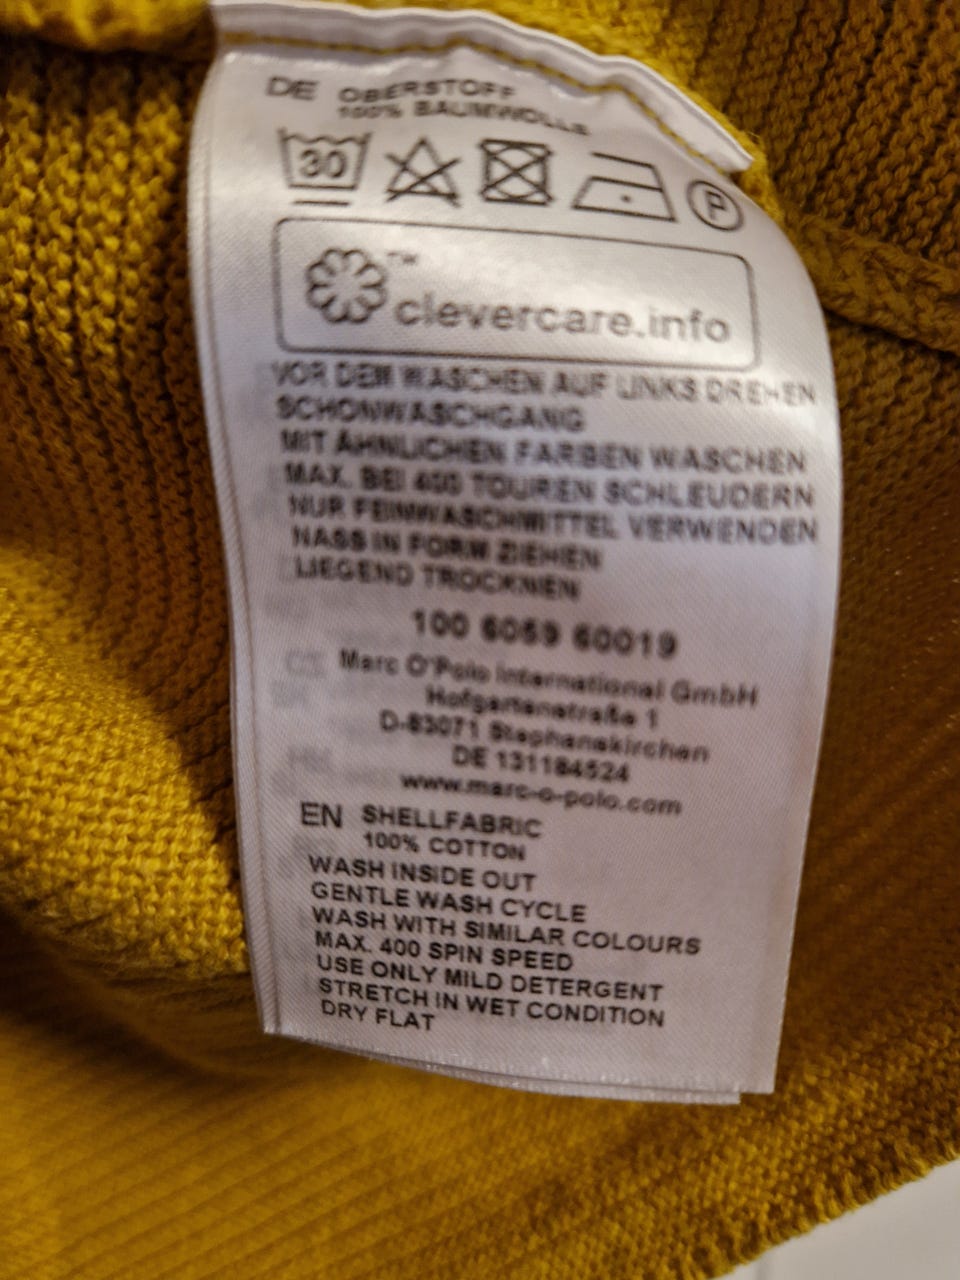 DE OBERSTOFF
100% BAUMWOLLE
30 P
™
clevercare.info
VOR DEM WASCHEN AUF LINKS DREHEN
SCHONWASCHGANG
MIT ÄHNLICHEN FARBEN WASCHEN
MAX. BEI 400 TOUREN SCHLEUDERN
NUR FEINWASCHMITTEL VERWENDEN
NASS IN FORM ZIEHEN
LIEGEND TROCKNEN
100 6059 60019
Marc O'Polo International GmbH
Hofgartenstraße 1
D-83071 Stephanskirchen
DE 131184524
www.marc-o-polo.com
EN SHELLFABRIC
100% COTTON
WASH INSIDE OUT
GENTLE WASH CYCLE
WASH WITH SIMILAR COLOURS
MAX. 400 SPIN SPEED
USE ONLY MILD DETERGENT
STRETCH IN WET CONDITION
DRY FLAT